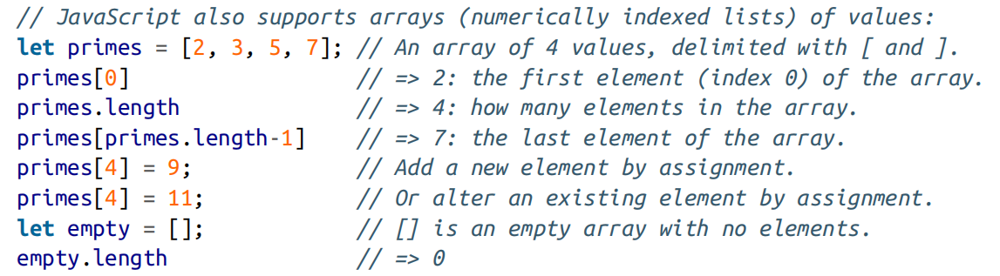 // JavaScript also supports arrays (numerically indexed lists) of values:
let primes = [2, 3, 5, 7]; // An array of 4 values, delimited with [ and ].
primes[0]                  // => 2: the first element (index 0) of the array.
primes.length              // => 4: how many elements in the array.
primes[primes.length-1]    // => 7: the last element of the array.
primes[4] = 9;             // Add a new element by assignment.
primes[4] = 11;            // Or alter an existing element by assignment.
let empty = [];            // [] is an empty array with no elements.
empty.length               // => 0